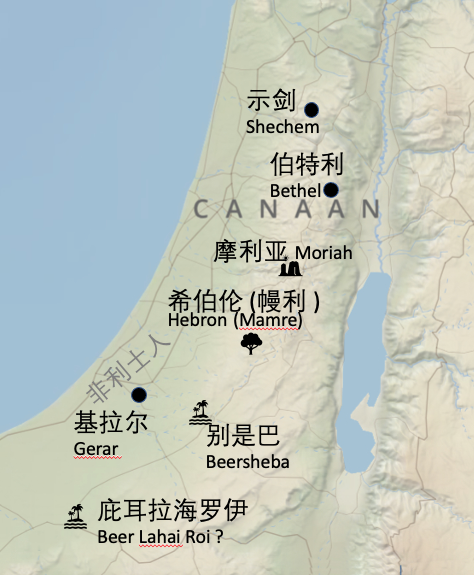 示剑
Shechem
伯特利
Bethel
CANAAN
摩利亚 Moriah
希伯伦 (幔利 )
Hebron (Mamre)
非利士人
基拉尔
Gerar
别是巴
Beersheba
庇耳拉海罗伊
Beer Lahai Roi ?